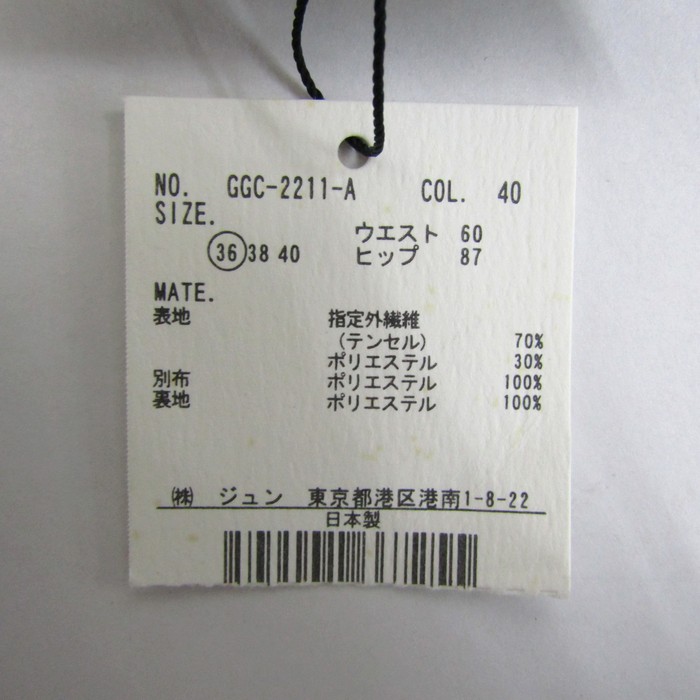 NO. GGC-2211-A COL. 40
SIZE.
ウエスト 60
36 38 40 ヒップ 87
MATE.
表地 指定外繊維
(テンセル) 70%
ポリエステル 30%
別布 ポリエステル 100%
裏地 ポリエステル 100%
㈱ ジュン 東京都港区港南1-8-22
日本製